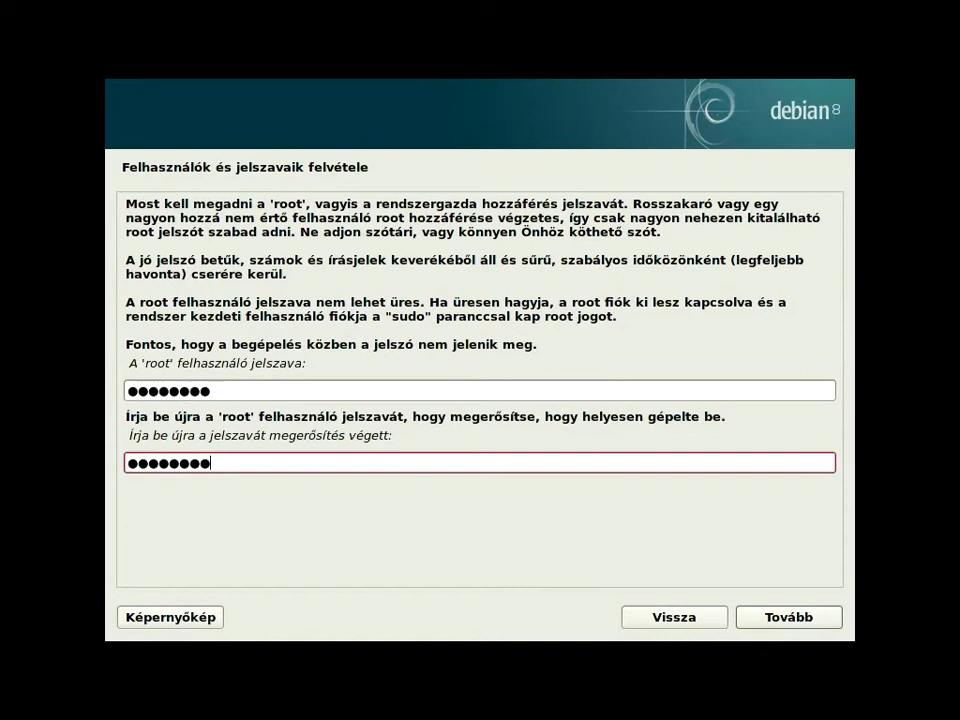 debian 8
Felhasználók és jelszavaik felvétele
Most kell megadni a 'root', vagyis a rendszergazda hozzáférés jelszavát. Rosszakaró vagy egy
nagyon hozzá nem értő felhasználó root hozzáférése végzetes, így csak nagyon nehezen kitalálható
root jelszót szabad adni. Ne adjon szótári, vagy könnyen Önhöz köthető szót.
A jó jelszó betűk, számok és írásjelek keverékéből áll és sűrű, szabályos időközönként (legfeljebb
havonta) cserére kerül.
A root felhasználó jelszava nem lehet üres. Ha üresen hagyja, a root fiók ki lesz kapcsolva és a
rendszer kezdeti felhasználó fiókja a "sudo" paranccsal kap root jogot.
Fontos, hogy a begépelés közben a jelszó nem jelenik meg.
A 'root' felhasználó jelszava:
●●●●●●●●
Írja be újra a 'root' felhasználó jelszavát, hogy megerősítse, hogy helyesen gépelte be.
Írja be újra a jelszavát megerősítés végett:
●●●●●●●●
Képernyőkép
Vissza
Tovább